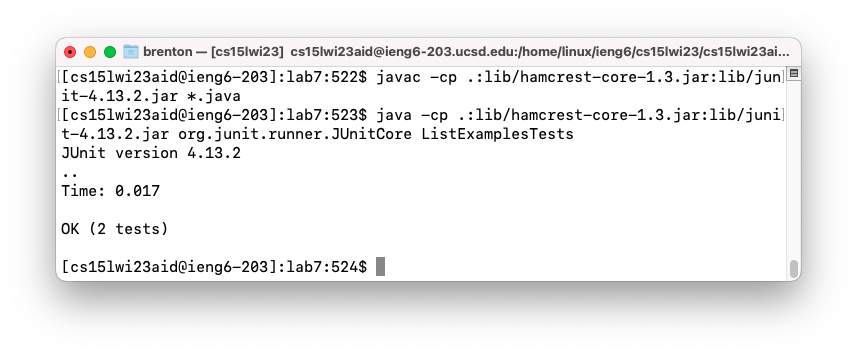 brenton — [cs15lwi23] cs15lwi23aid@ieng6-203.ucsd.edu:/home/linux/ieng6/cs15lwi23/cs15lwi23ai...
[[cs15lwi23aid@ieng6-203]:lab7:522$ javac -cp .:lib/hamcrest-core-1.3.jar:lib/jun]
it-4.13.2.jar *.java
[[cs15lwi23aid@ieng6-203]:lab7:523$ java -cp .:lib/hamcrest-core-1.3.jar:lib/juni]
t-4.13.2.jar org.junit.runner.JUnitCore ListExamplesTests
JUnit version 4.13.2
..
Time: 0.017
OK (2 tests)
[cs15lwi23aid@ieng6-203]:lab7:524$